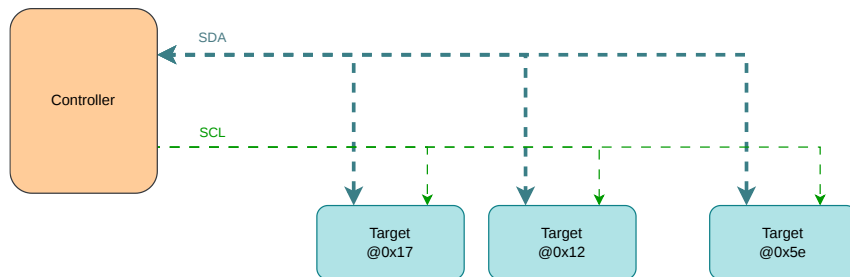 SDA
Controller
SCL
Target
@0x17
Target
@0x12
Target
@0x5e